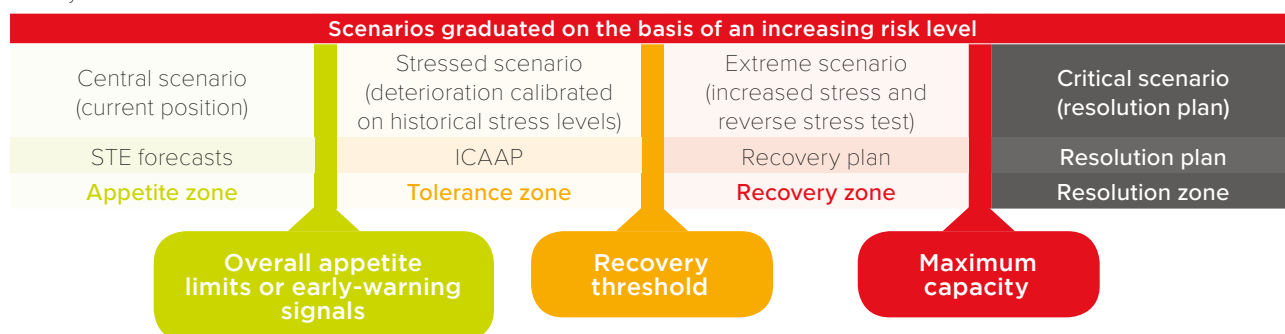 Scenarios graduated on the basis of an increasing risk level
Central scenario
(current position)
Stressed scenario
(deterioration calibrated
on historical stress levels)
Extreme scenario
(increased stress and
reverse stress test)
Critical scenario
(resolution plan)
STE forecasts
ICAAP
Recovery plan
Resolution plan
Appetite zone
Tolerance zone
Recovery zone
Resolution zone
Overall appetite
limits or early-warning
signals
Recovery
threshold
Maximum
capacity